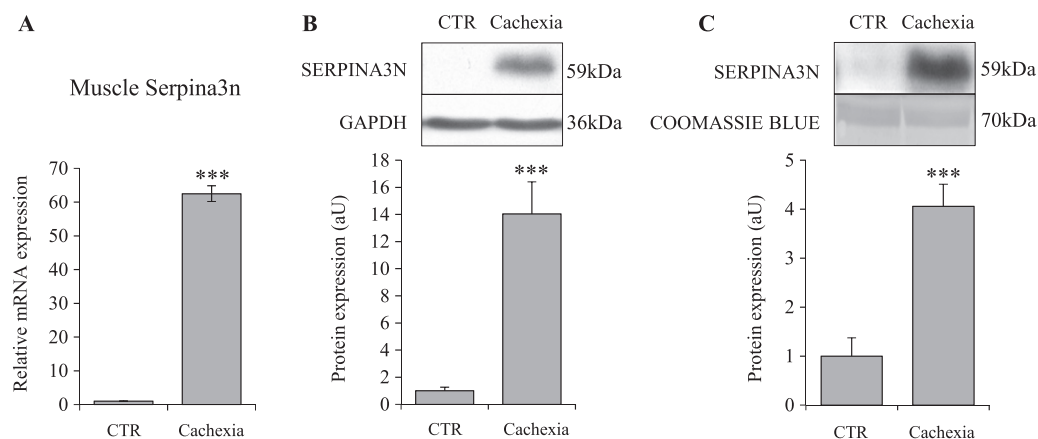 A
Muscle Serpina3n
Relative mRNA expression
70
60
50
40
30
20
10
0
***
CTR
Cachexia
B
CTR
Cachexia
SERPINA3N
59kDa
GAPDH
36kDa
Protein expression (aU)
18
16
14
12
10
8
6
4
2
0
***
CTR
Cachexia
C
CTR
Cachexia
SERPINA3N
59kDa
COOMASSIE BLUE
70kDa
Protein expression (aU)
5
4
3
2
1
0
***
CTR
Cachexia